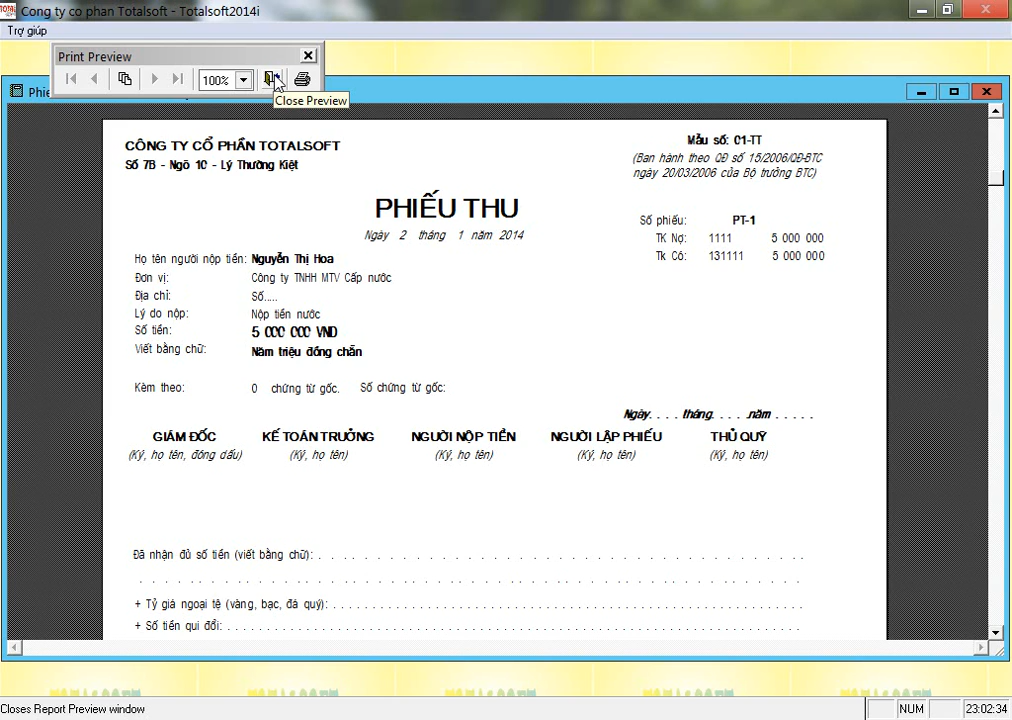 Cong ty co phan Totalsoft - Totalsoft2014i
Trợ giúp
Print Preview
100%
Close Preview
Phie
CÔNG TY CỔ PHẦN TOTALSOFT
Số 7B - Ngõ 10 - Lý Thường Kiệt
Mẫu số: 01-TT
(Ban hành theo QĐ số 15/2006/QĐ-BTC
ngày 20/03/2006 của Bộ trưởng BTC)
PHIẾU THU
Ngày 2 tháng 1 năm 2014
Số phiếu: PT-1
TK Nợ: 1111 5 000 000
Tk Có: 131111 5 000 000
Họ tên người nộp tiền: Nguyễn Thị Hoa
Đơn vị: Công ty TNHH MTV Cấp nước
Địa chỉ: Số.....
Lý do nộp: Nộp tiền nước
Số tiền: 5 000 000 VND
Viết bằng chữ: Năm triệu đồng chẵn
Kèm theo: 0 chứng từ gốc. Số chứng từ gốc:
Ngày. . . . tháng. . . . .năm . . . . .
GIÁM ĐỐC KẾ TOÁN TRƯỞNG NGƯỜI NỘP TIỀN NGƯỜI LẬP PHIẾU THỦ QUỸ
(Ký, họ tên, đóng dấu) (Ký, họ tên) (Ký, họ tên) (Ký, họ tên) (Ký, họ tên)
Đã nhận đủ số tiền (viết bằng chữ): . . . . . . . . . . . . . . . . . . . . . . . . . . . . . .
. . . . . . . . . . . . . . . . . . . . . . . . . . . . . . . . . . . . . . . . .
+ Tỷ giá ngoại tệ (vàng, bạc, đá quý): . . . . . . . . . . . . . . . . . . . . . . . . . . . . . .
+ Số tiền qui đổi: . . . . . . . . . . . . . . . . . . . . . . . . . . . . . . . . . . . . . . . .
Closes Report Preview window
NUM
23:02:34